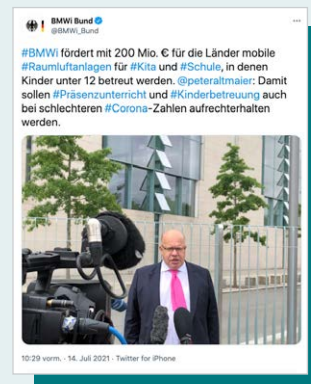 BMWi Bund
@BMWi_Bund
#BMWi fördert mit 200 Mio. € für die Länder mobile
#Raumluftanlagen für #Kita und #Schule, in denen
Kinder unter 12 betreut werden. @peteraltmaier: Damit
sollen #Präsenzunterricht und #Kinderbetreuung auch
bei schlechteren #Corona-Zahlen aufrechterhalten
werden.
10:29 vorm. · 14. Juli 2021 · Twitter for iPhone